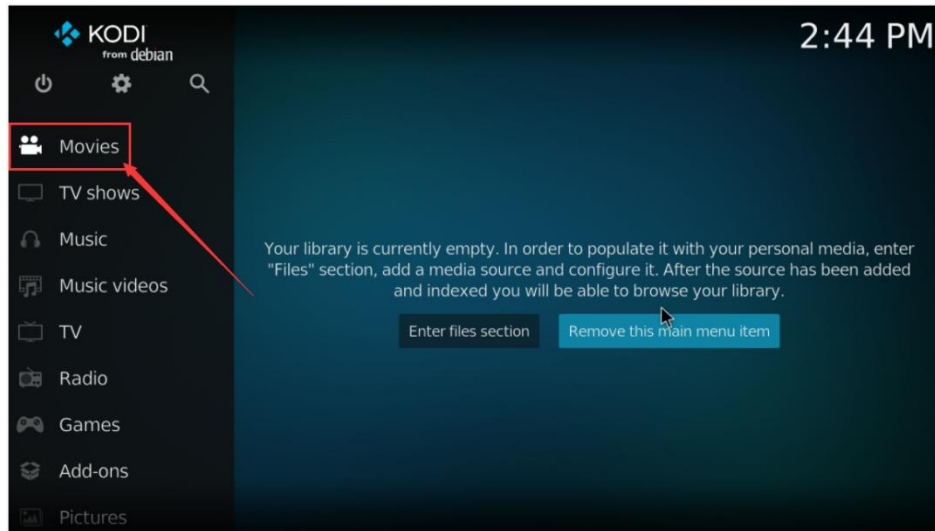 KODI
from debian
2:44 PM
Movies
TV shows
Music
Music videos
TV
Radio
Games
Add-ons
Pictures
Your library is currently empty. In order to populate it with your personal media, enter
"Files" section, add a media source and configure it. After the source has been added
and indexed you will be able to browse your library.
Enter files section
Remove this main menu item